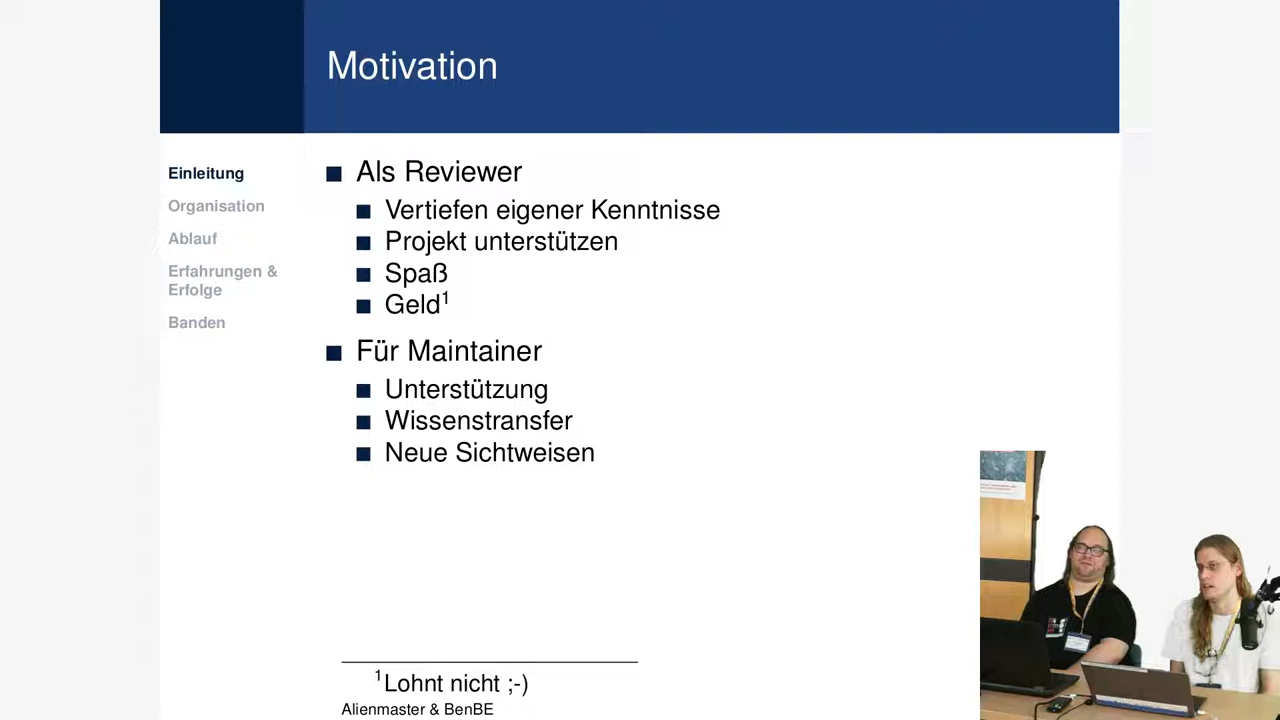 Motivation
Einleitung
Organisation
Ablauf
Erfahrungen &
Erfolge
Banden
Als Reviewer
Vertiefen eigener Kenntnisse
Projekt unterstützen
Spaß
Geld¹
Für Maintainer
Unterstützung
Wissenstransfer
Neue Sichtweisen
¹Lohnt nicht ;-)
Alienmaster & BenBE